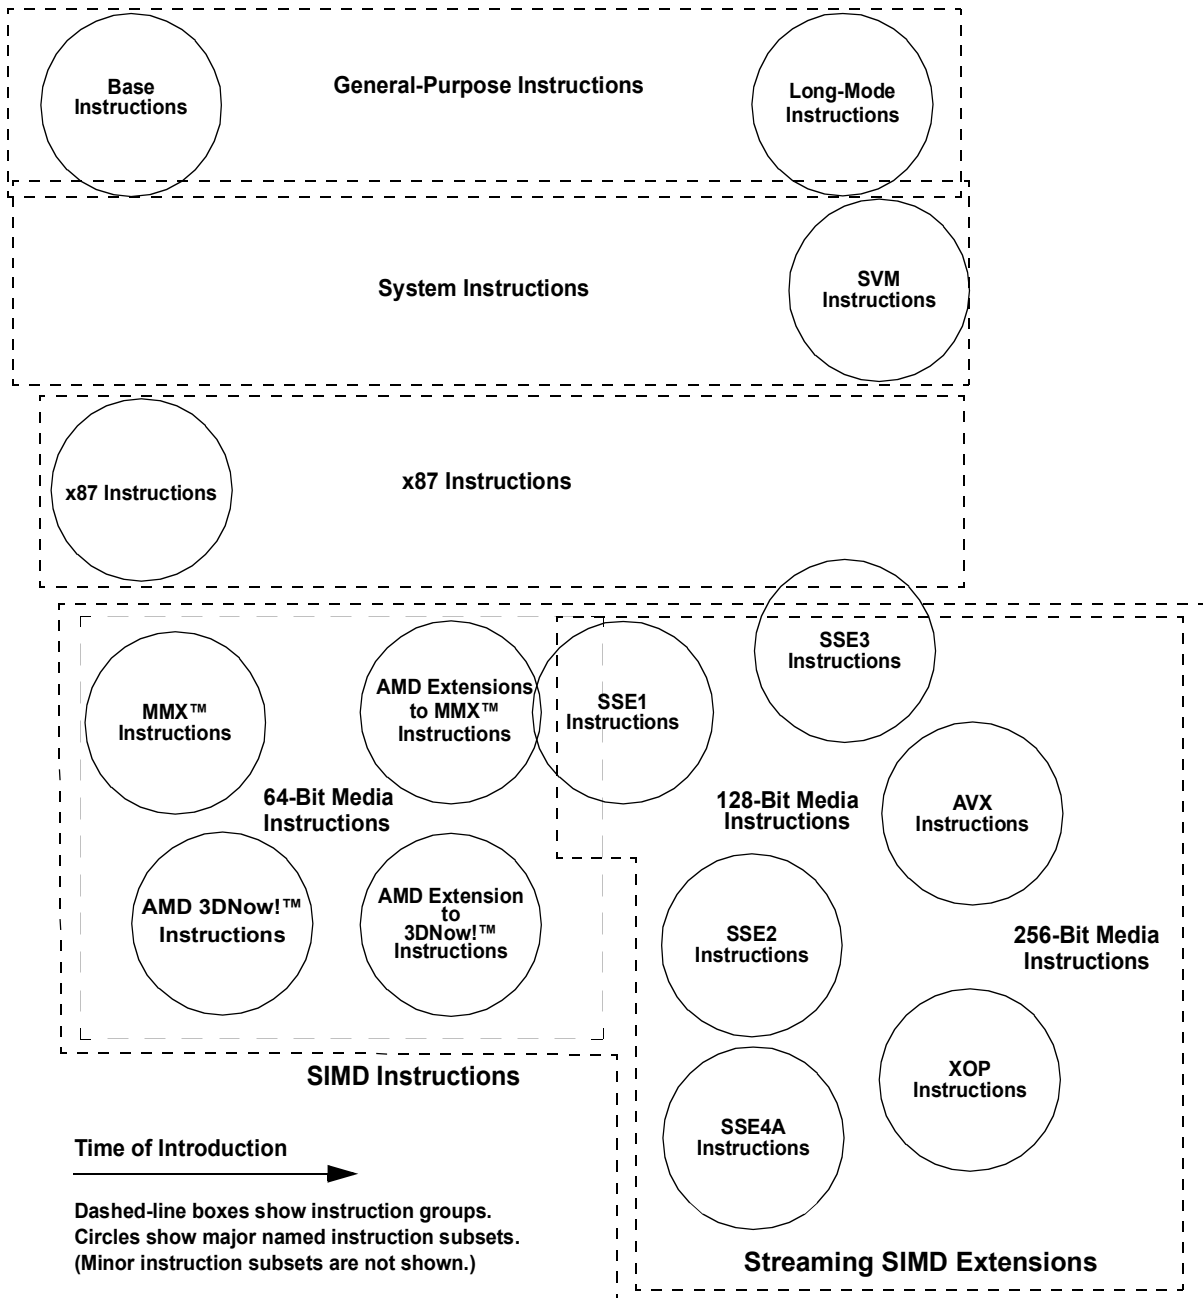 Base
Instructions
General-Purpose Instructions
Long-Mode
Instructions
System Instructions
SVM
Instructions
x87 Instructions
x87 Instructions
SSE3
Instructions
AMD Extensions
to MMX™
Instructions
MMX™
Instructions
SSE1
Instructions
64-Bit Media
Instructions
128-Bit Media
Instructions
AVX
Instructions
AMD 3DNow!™
Instructions
AMD Extension
to
3DNow!™
Instructions
SSE2
Instructions
256-Bit Media
Instructions
SIMD Instructions
XOP
Instructions
SSE4A
Instructions
Time of Introduction
Dashed-line boxes show instruction groups.
Circles show major named instruction subsets.
(Minor instruction subsets are not shown.)
Streaming SIMD Extensions